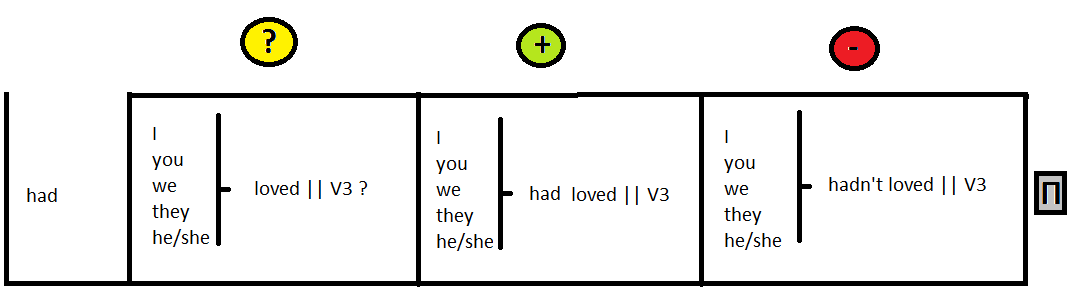 ?
+
-
had
I
you
we
they
he/she
loved || V3 ?
I
you
we
they
he/she
had loved || V3
I
you
we
they
he/she
hadn't loved || V3
П